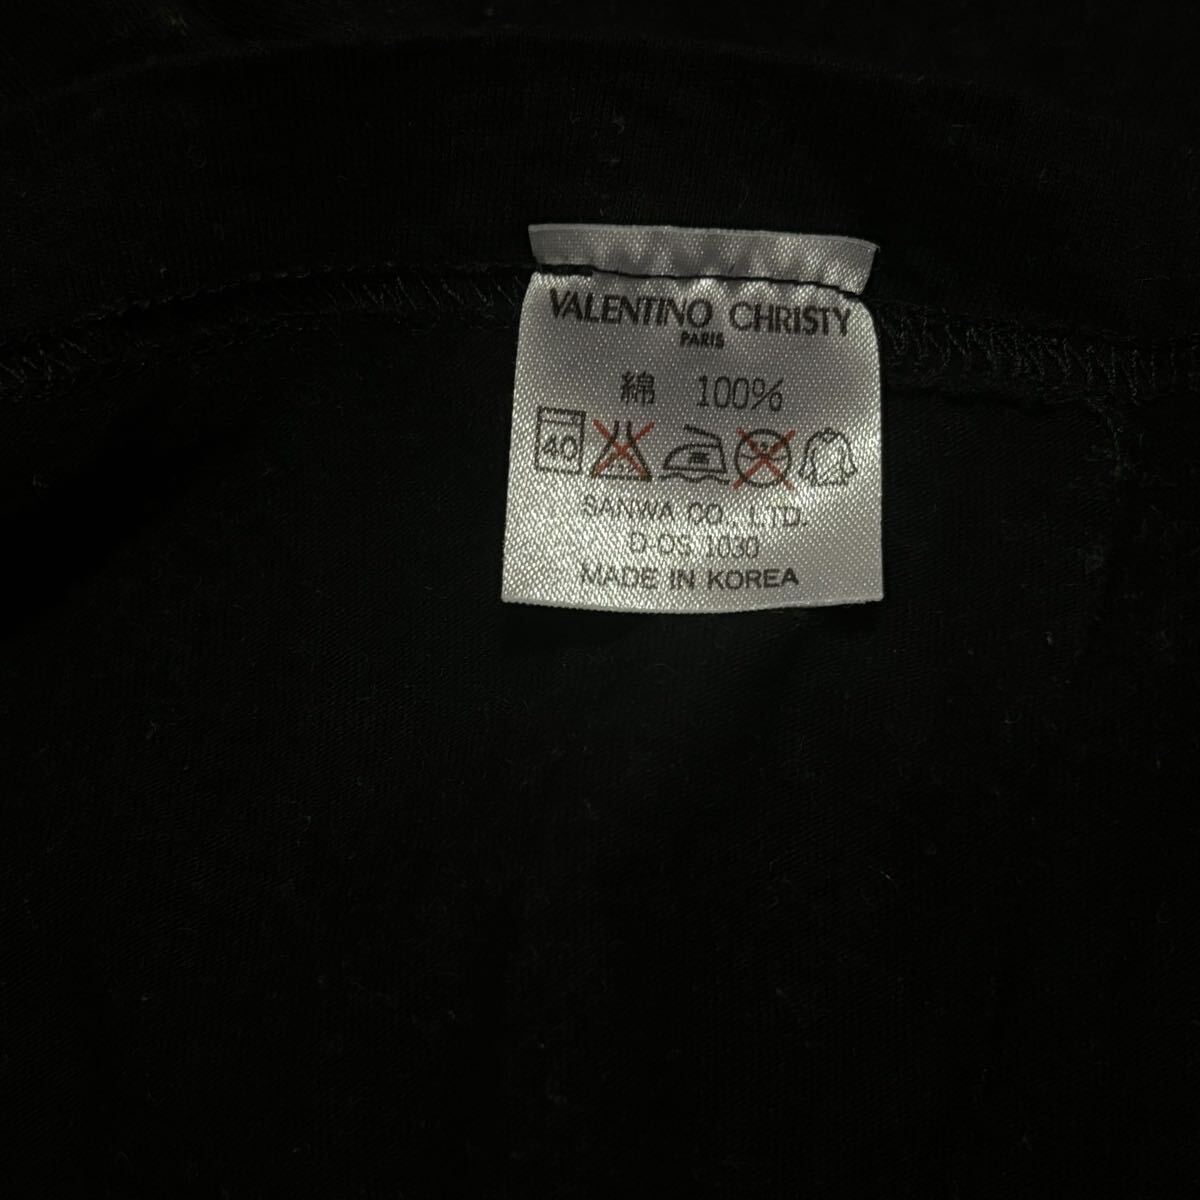 VALENTINO CHRISTY
PARIS
綿 100%
40
SANWA CO., LTD.
D-OS 1030
MADE IN KOREA